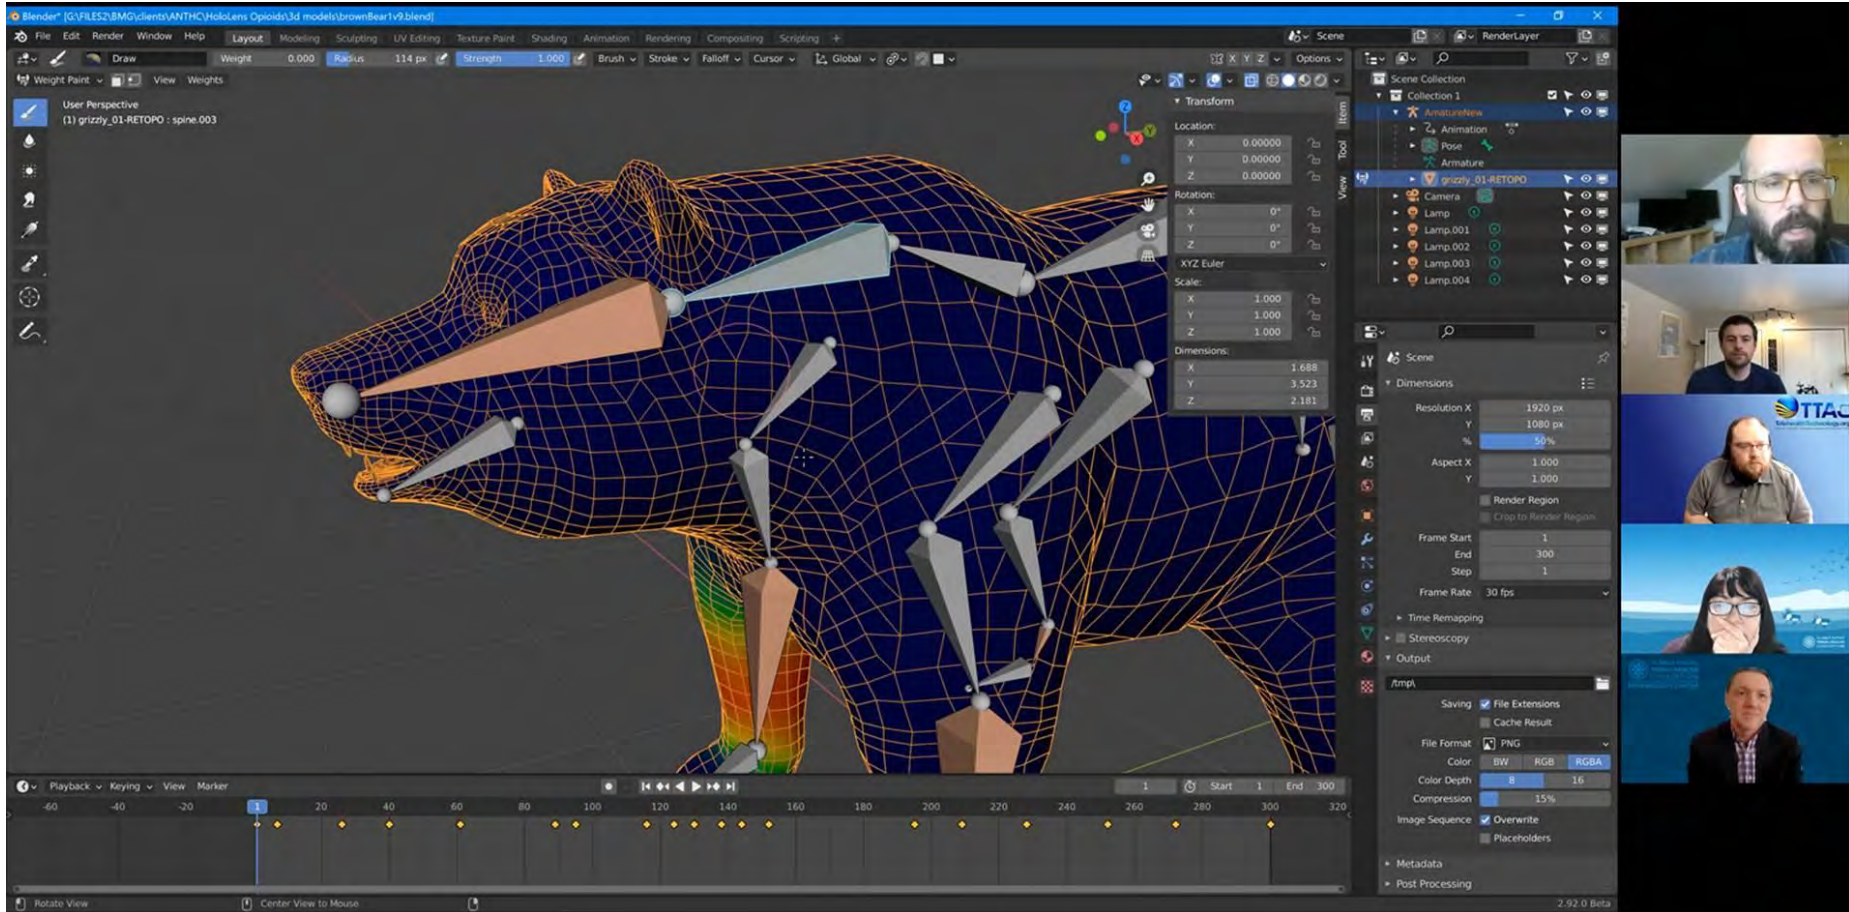 Blender* [G:\FILES2\BMG\clients\ANTHC\HoloLens Opioids\3d models\brownBear1v9.blend]
File Edit Render Window Help Layout Modeling Sculpting UV Editing Texture Paint Shading Animation Rendering Compositing Scripting + Scene RenderLayer
Draw Weight 0.000 Radius 114 px Strength 1.000 Brush Stroke Falloff Cursor Global X Y Z Options
Weight Paint View Weights
User Perspective
(1) grizzly_01-RETOPO : spine.003
Z
Y
X
Transform
Location:
X 0.00000
Y 0.00000
Z 0.00000
Rotation:
X 0°
Y 0°
Z 0°
XYZ Euler
Scale:
X 1.000
Y 1.000
Z 1.000
Dimensions:
X 1.688
Y 3.523
Z 2.181
Item
Tool
View
Scene Collection
Collection 1
AmatureNew
Animation
Pose
Armature
grizzly_01-RETOPO
Camera
Lamp
Lamp.001
Lamp.002
Lamp.003
Lamp.004
Scene
Dimensions
Resolution X 1920 px
Y 1080 px
% 50%
Aspect X 1.000
Y 1.000
Render Region
Crop to Render Region
Frame Start 1
End 300
Step 1
Frame Rate 30 fps
Time Remapping
Stereoscopy
Output
/tmp\
Saving File Extensions
Cache Result
File Format PNG
Color BW RGB RGBA
Color Depth 8 16
Compression 15%
Image Sequence Overwrite
Placeholders
Metadata
Post Processing
TTAC
Playback Keying View Marker 1 Start 1 End 300
-60 -40 -20 1 20 40 60 80 100 120 140 160 180 200 220 240 260 280 300 320
Rotate View Center View to Mouse 2.92.0 Beta